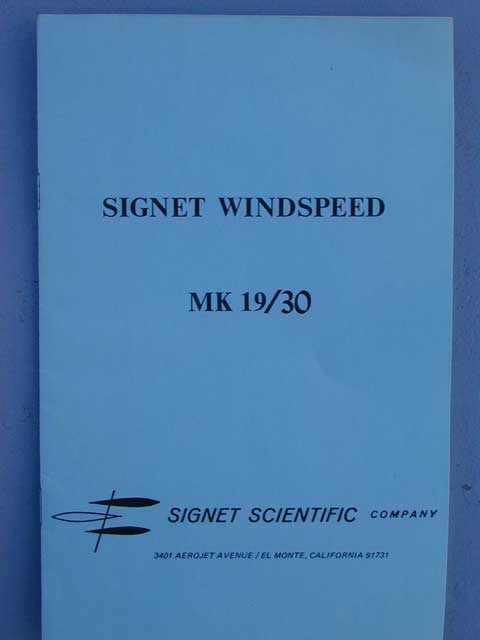 SIGNET WINDSPEED
MK 19/30
SIGNET SCIENTIFIC COMPANY
3401 AEROJET AVENUE / EL MONTE, CALIFORNIA 91731